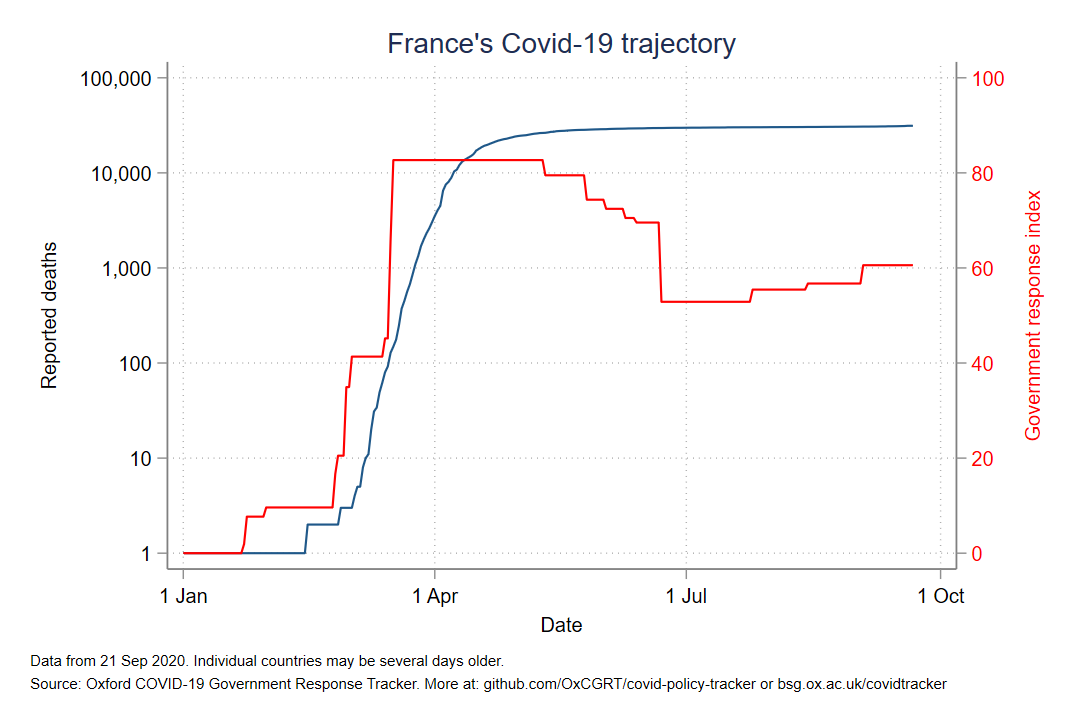 France's Covid-19 trajectory
100,000
10,000
1,000
100
10
1
Reported deaths
100
80
60
40
20
0
Government response index
1 Jan
1 Apr
1 Jul
1 Oct
Date
Data from 21 Sep 2020. Individual countries may be several days older.
Source: Oxford COVID-19 Government Response Tracker. More at: github.com/OxCGRT/covid-policy-tracker or bsg.ox.ac.uk/covidtracker